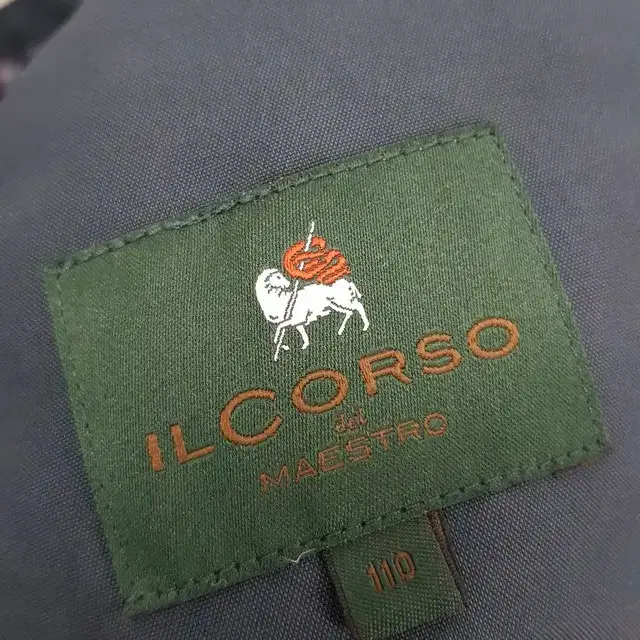 ILCORSO
del
MAESTRO
110